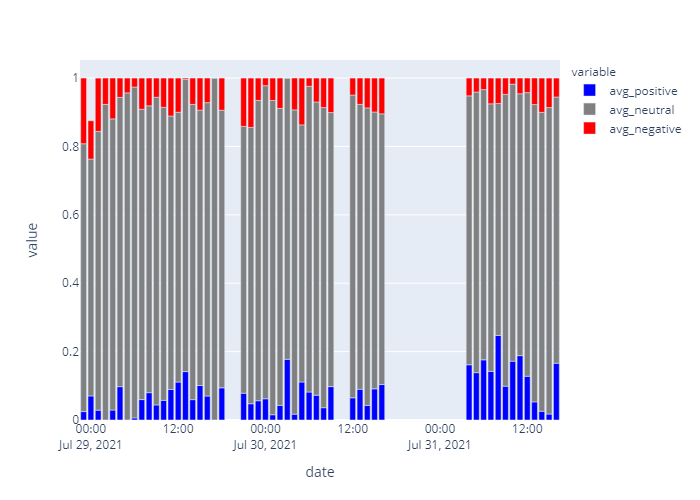 variable
avg_positive
avg_neutral
avg_negative
value
1
0.8
0.6
0.4
0.2
0
00:00 12:00 00:00 12:00 00:00 12:00
Jul 29, 2021 Jul 30, 2021 Jul 31, 2021
date